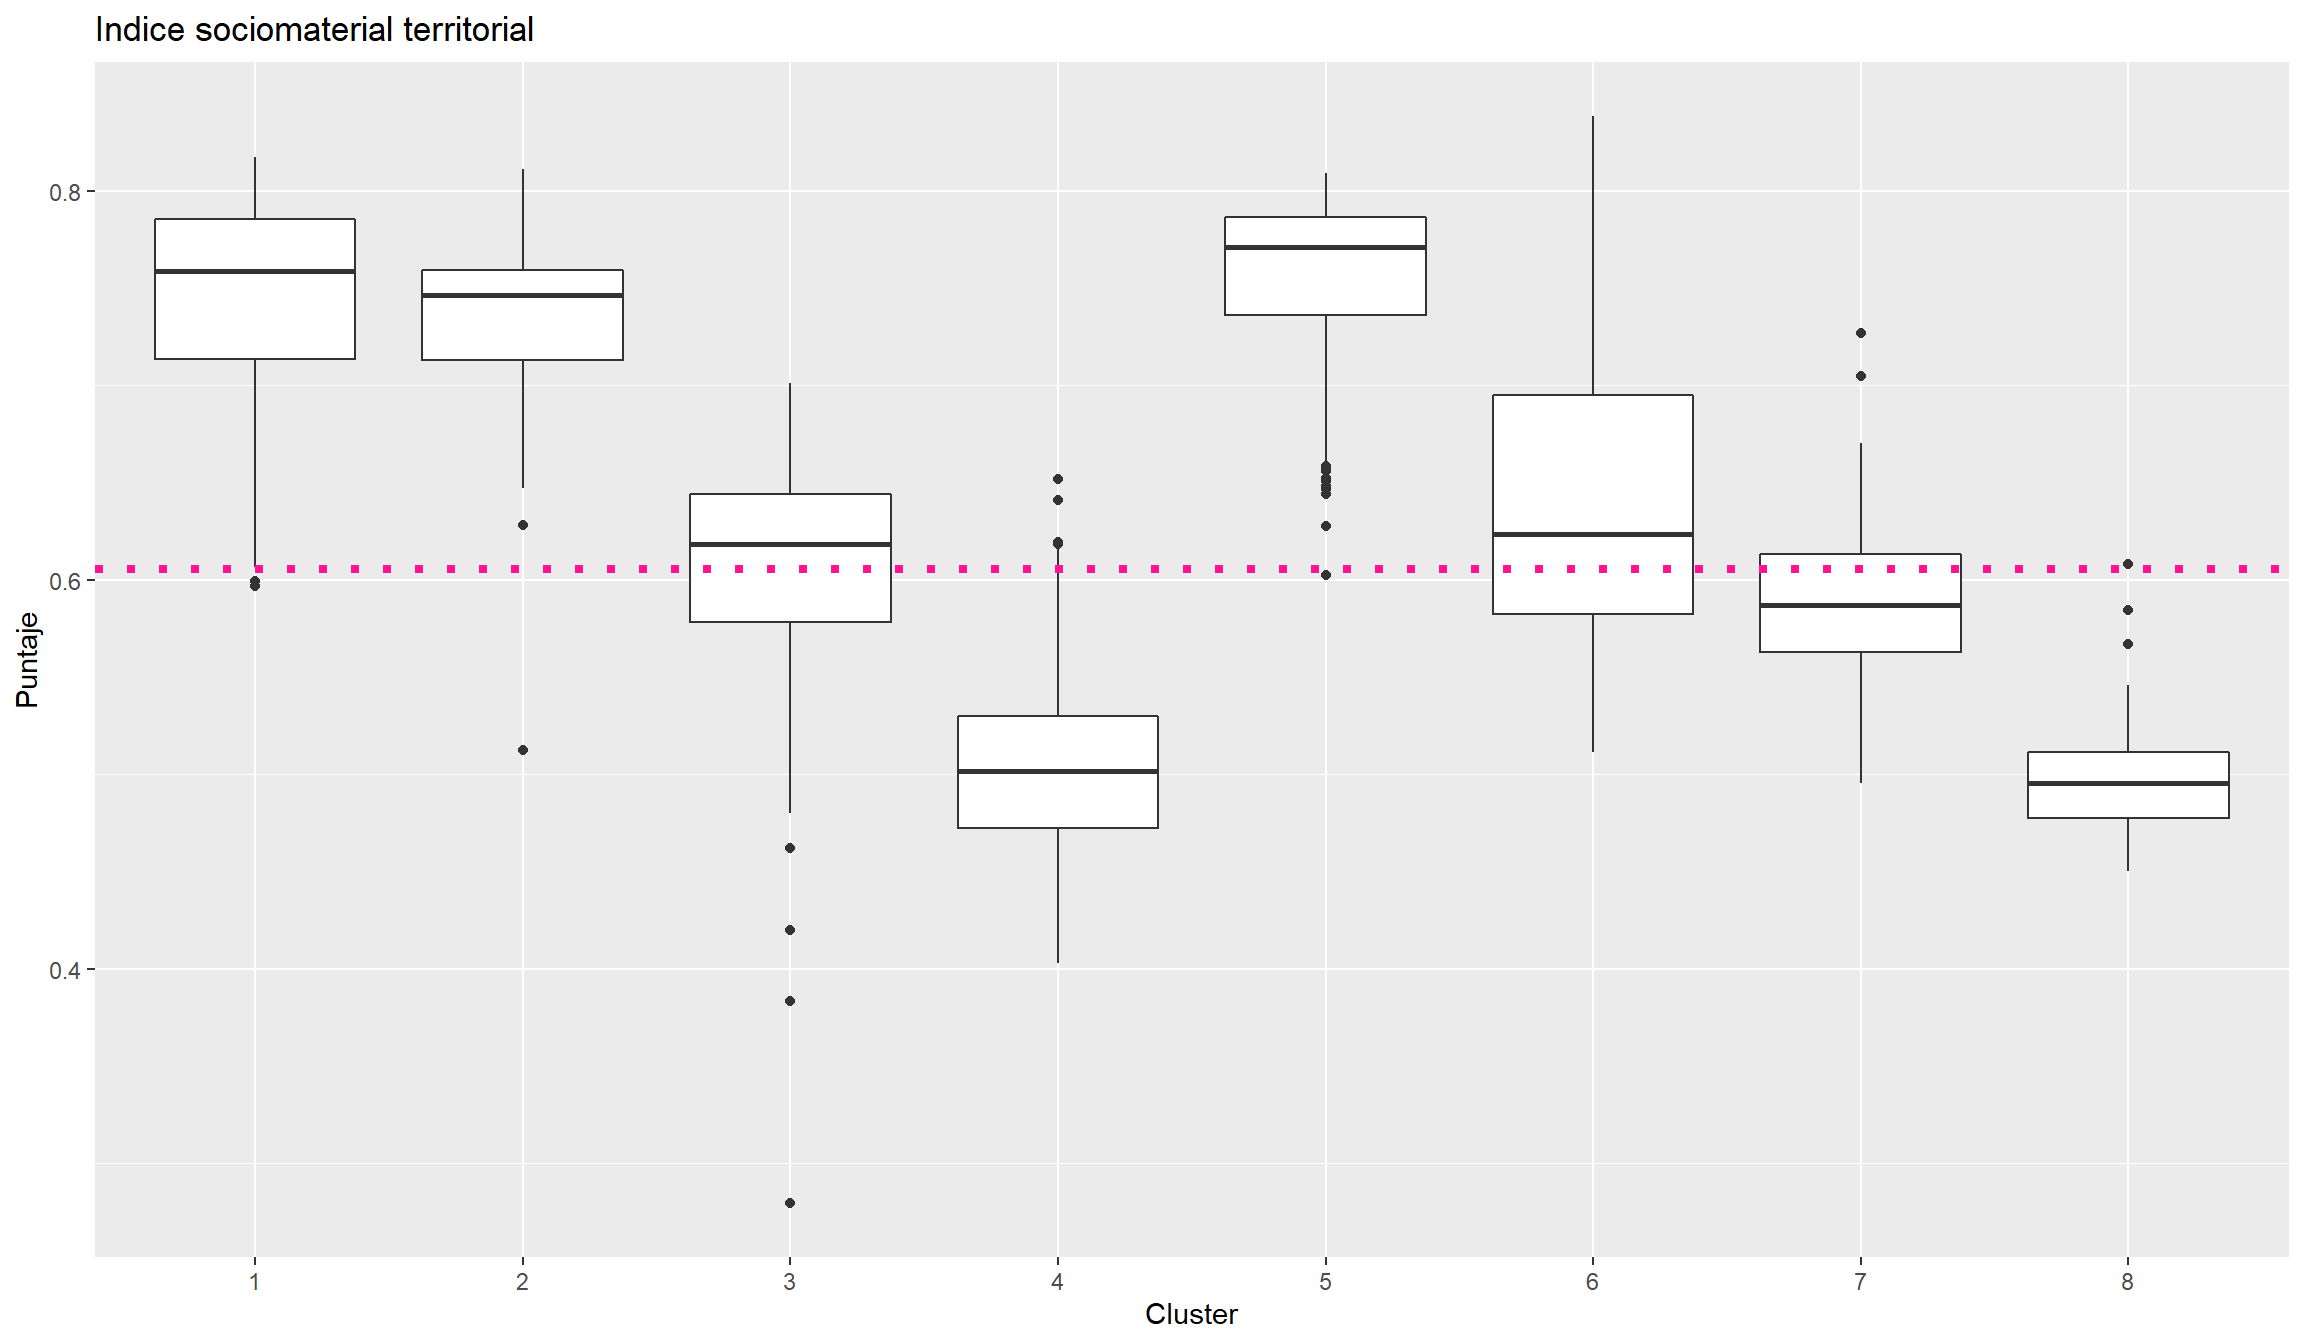 Indice sociomaterial territorial
0.8
0.6
0.4
Puntaje
1 2 3 4 5 6 7 8
Cluster